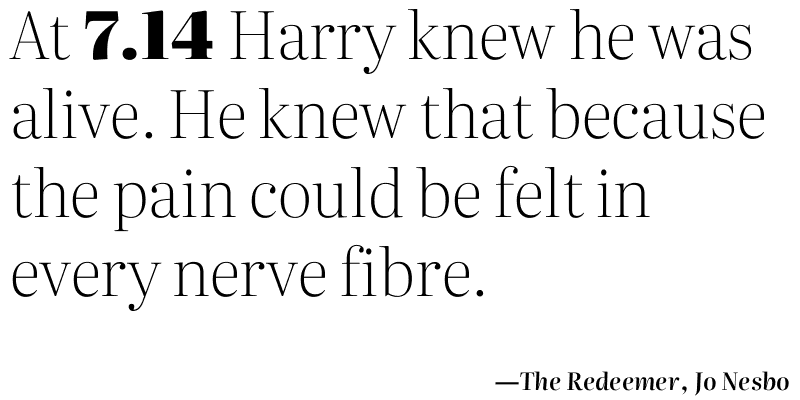 At 7.14 Harry knew he was
alive. He knew that because
the pain could be felt in
every nerve fibre.
—The Redeemer, Jo Nesbo